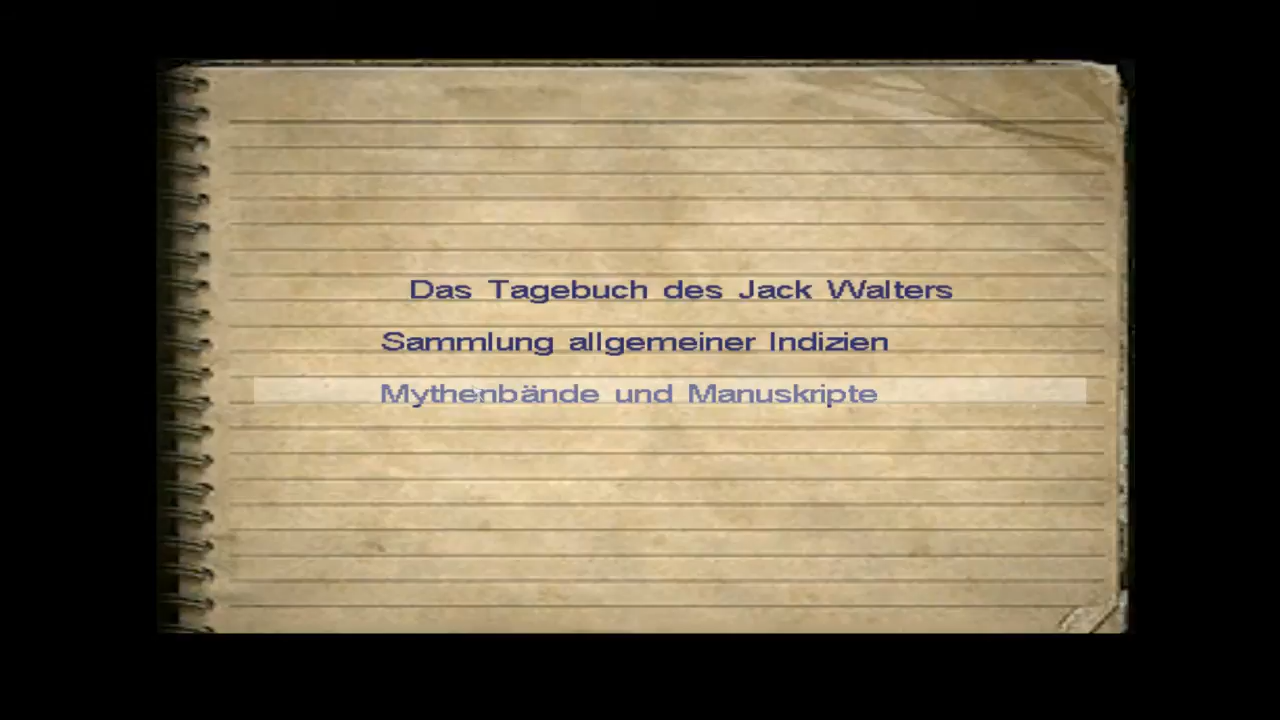 Das Tagebuch des Jack Walters
Sammlung allgemeiner Indizien
Mythenbände und Manuskripte